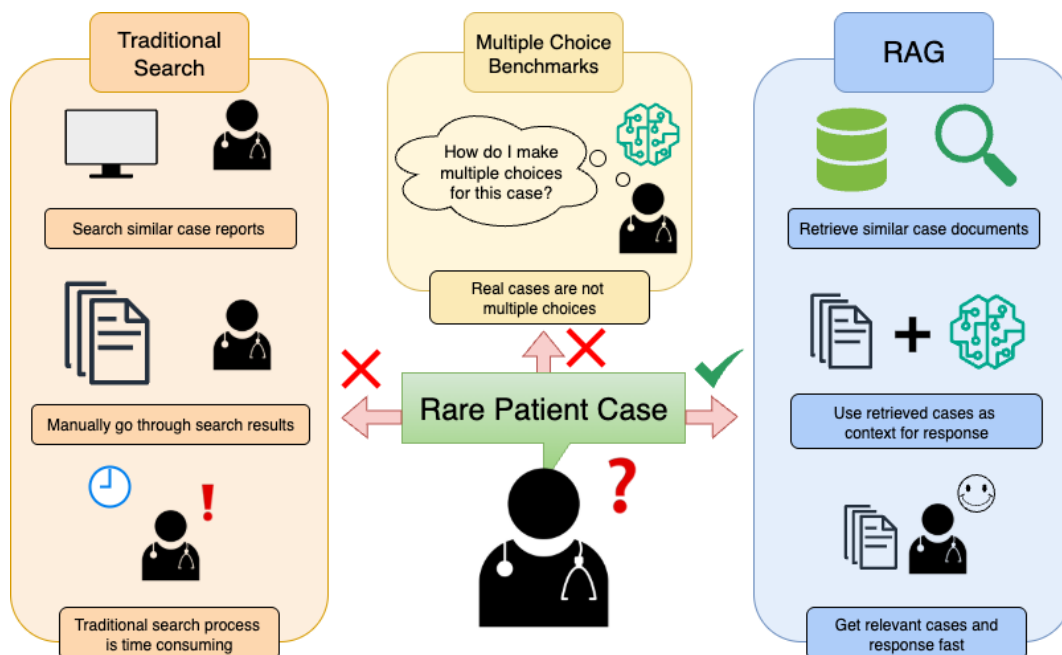 Traditional
Search
Search similar case reports
Manually go through search results
!
Traditional search process
is time consuming
Multiple Choice
Benchmarks
How do I make
multiple choices
for this case?
Real cases are not
multiple choices
Rare Patient Case
?
RAG
Retrieve similar case documents
+
Use retrieved cases as
context for response
Get relevant cases and
response fast